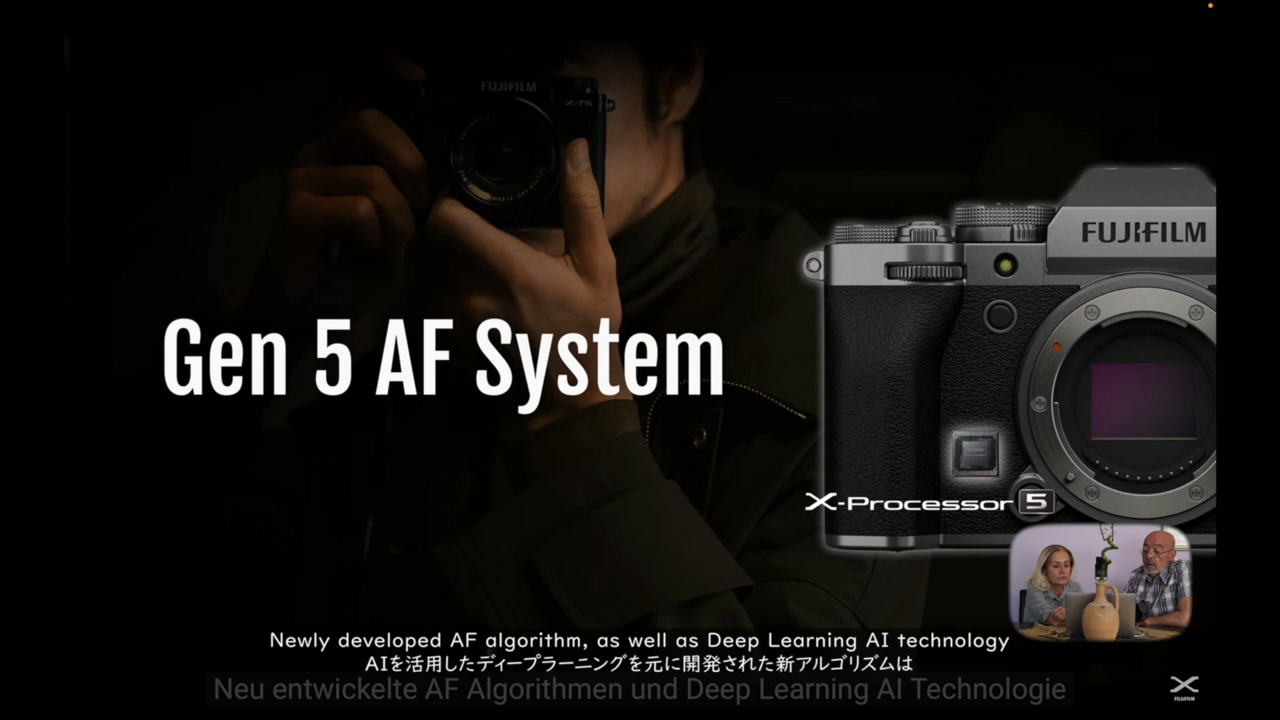 FUJIFILM
X-T5
FUJIFILM
Gen 5 AF System
X-Processor 5
Newly developed AF algorithm, as well as Deep Learning AI technology
AIを活用したディープラーニングを元に開発された新アルゴリズムは
Neu entwickelte AF Algorithmen und Deep Learning AI Technologie
X
FUJIFILM